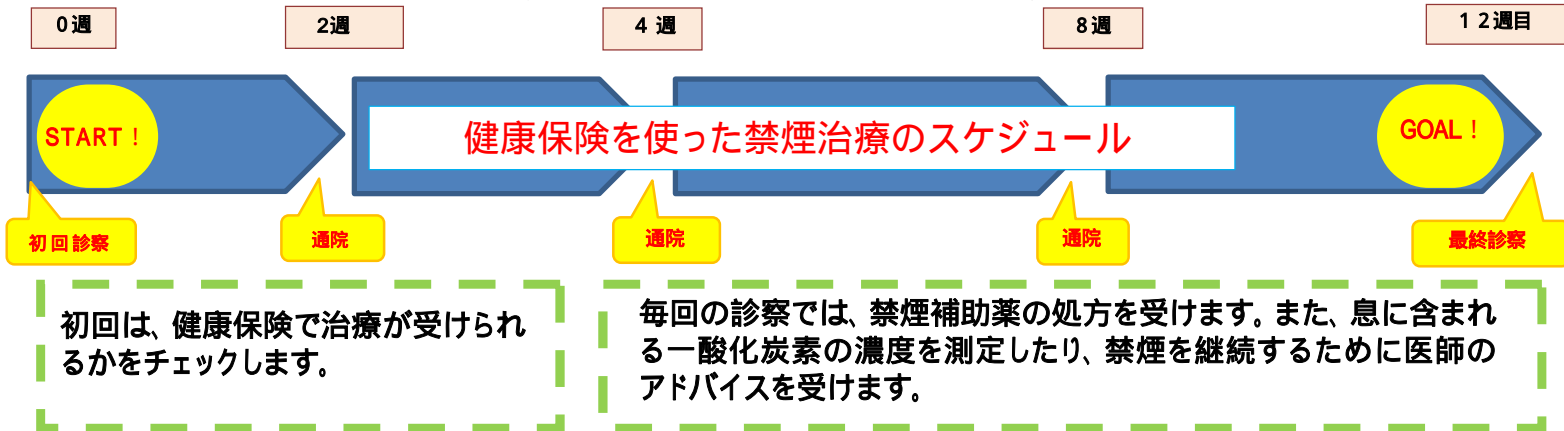 0週
2週
4 週
8週
1 2週目
START!
健康保険を使った禁煙治療のスケジュール
GOAL!
初回診察
通院
通院
通院
最終診察
初回は、健康保険で治療が受けられ
るかをチェックします。
毎回の診察では、禁煙補助薬の処方を受けます。また、息に含まれ
る一酸化炭素の濃度を測定したり、禁煙を継続するために医師の
アドバイスを受けます。